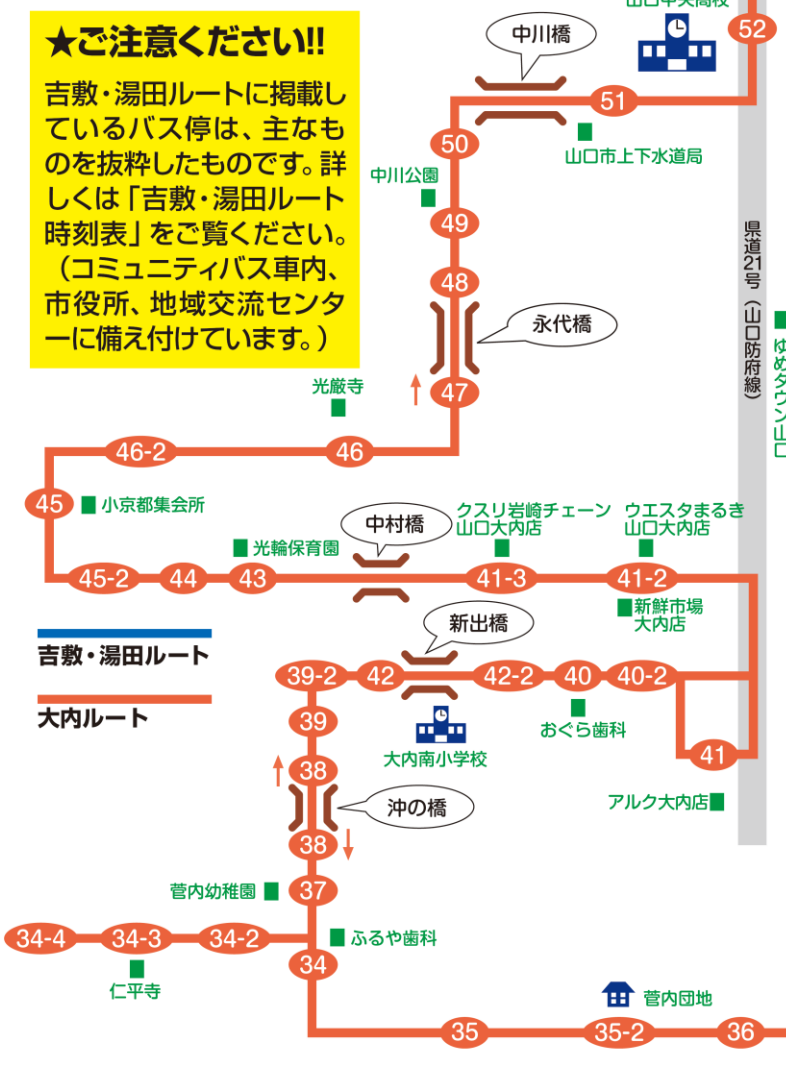 山口中央高校
52
★ご注意ください!!
吉敷・湯田ルートに掲載し
ているバス停は、主なも
のを抜粋したものです。詳
しくは「吉敷・湯田ルート
時刻表」をご覧ください。
（コミュニティバス車内、
市役所、地域交流センタ
ーに備え付けています。）
中川橋
51
山口市上下水道局
50
中川公園
49
48
県道21号（山口防府線）
永代橋
ゆめタウン山口
47
光厳寺
46-2
46
45
小京都集会所
中村橋
クスリ岩崎チェーン
山口大内店
ウエスタまるき
山口大内店
光輪保育園
45-2
44
43
41-3
41-2
新鮮市場
大内店
吉敷・湯田ルート
大内ルート
新出橋
39-2
42
42-2
40
40-2
39
おぐら歯科
大内南小学校
41
38
沖の橋
アルク大内店
38
菅内幼稚園
37
34-4
34-3
34-2
ふるや歯科
仁平寺
34
菅内団地
35
35-2
36